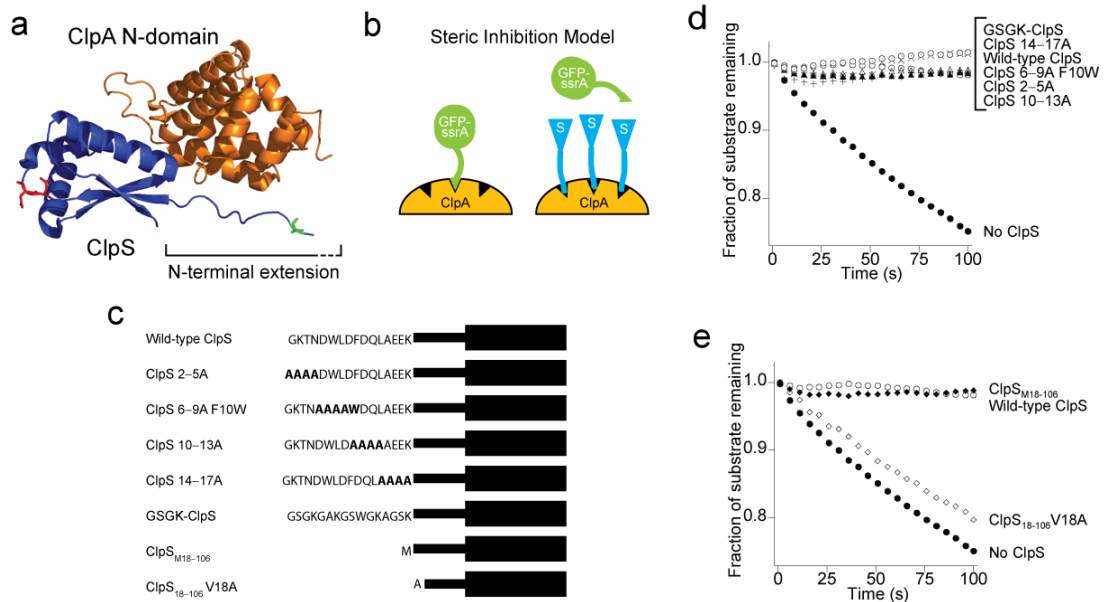 a
ClpA N-domain
ClpS
N-terminal extension
b
Steric Inhibition Model
GFP-
ssrA
ClpA
GFP-
ssrA
S
S
S
ClpA
c
Wild-type ClpS GKTNDWLDFDQLAEEK
ClpS 2–5A AAAADWLDFDQLAEEK
ClpS 6–9A F10W GKTNAAAAWDQLAEEK
ClpS 10–13A GKTNDWLDAAAAAEEK
ClpS 14–17A GKTNDWLDFDQLAAAA
GSGK-ClpS GSGKGAKGSWGKAGSK
ClpSM18–106 M
ClpS18-106 V18A A
d
Fraction of substrate remaining
1.0
0.9
0.8
0 25 50 75 100
Time (s)
GSGK-ClpS
ClpS 14–17A
Wild-type ClpS
ClpS 6–9A F10W
ClpS 2–5A
ClpS 10–13A
No ClpS
e
Fraction of substrate remaining
1.0
0.9
0.8
0 25 50 75 100
Time (s)
ClpSM18-106
Wild-type ClpS
ClpS18-106V18A
No ClpS